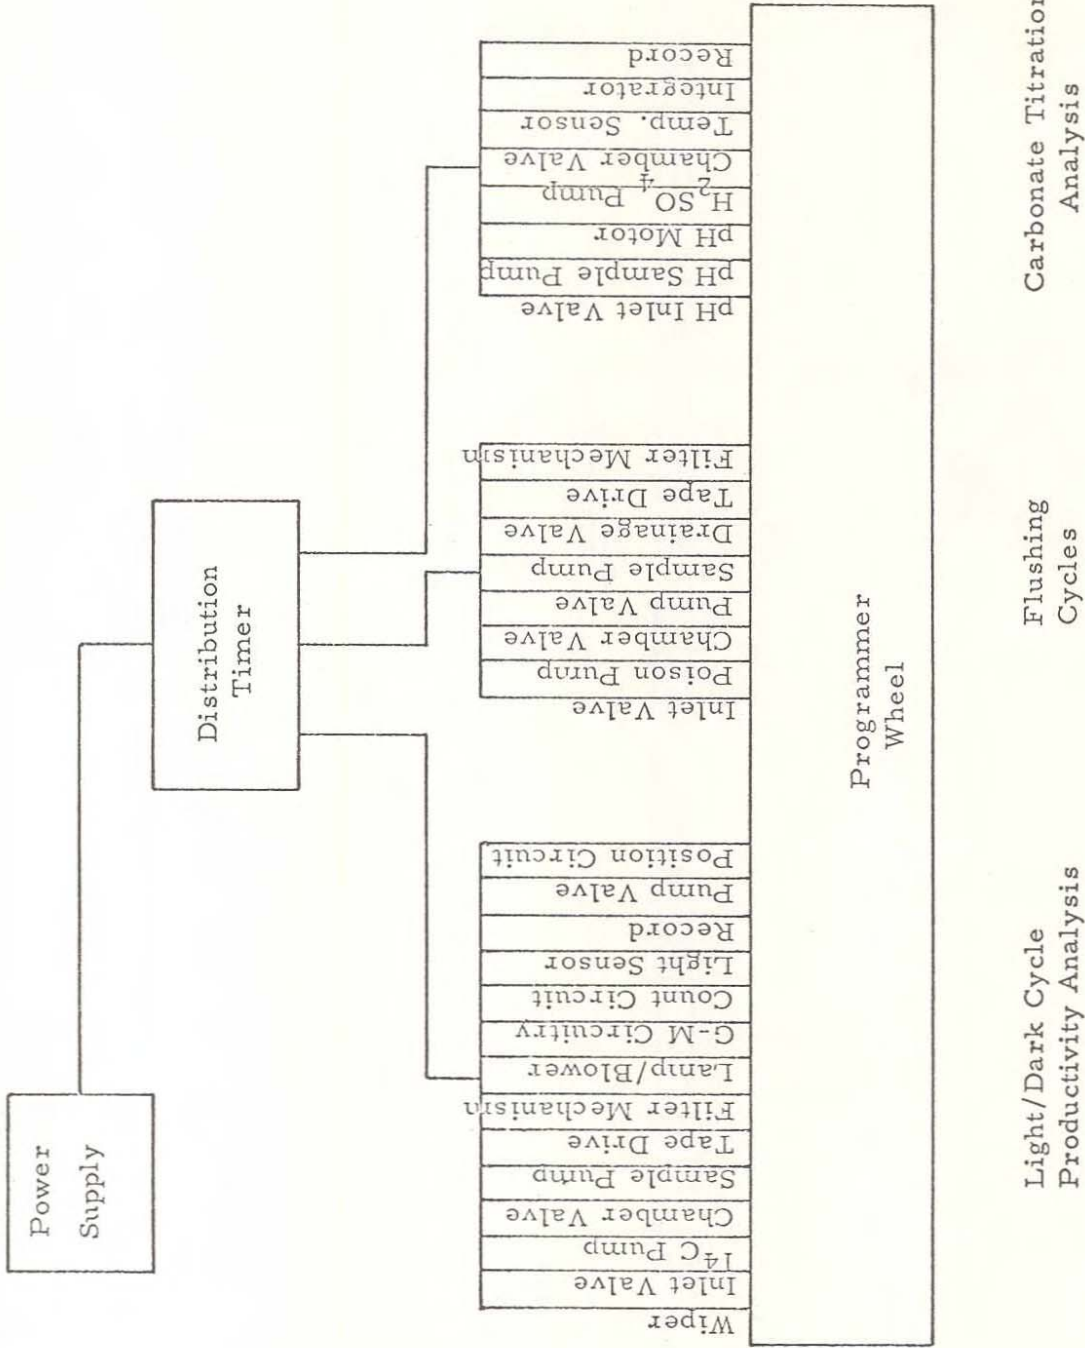 Power
Supply
Distribution
Timer
Wiper
Inlet Valve
14C Pump
Chamber Valve
Sample Pump
Tape Drive
Filter Mechanism
Lamp/Blower
G-M Circuitry
Count Circuit
Light Sensor
Record
Pump Valve
Position Circuit
Inlet Valve
Poison Pump
Chamber Valve
Pump Valve
Sample Pump
Drainage Valve
Tape Drive
Filter Mechanism
pH Inlet Valve
pH Sample Pump
pH Motor
H2SO4 Pump
Chamber Valve
Temp. Sensor
Integrator
Record
Programmer
Wheel
Light/Dark Cycle
Productivity Analysis
Flushing
Cycles
Carbonate Titration
Analysis